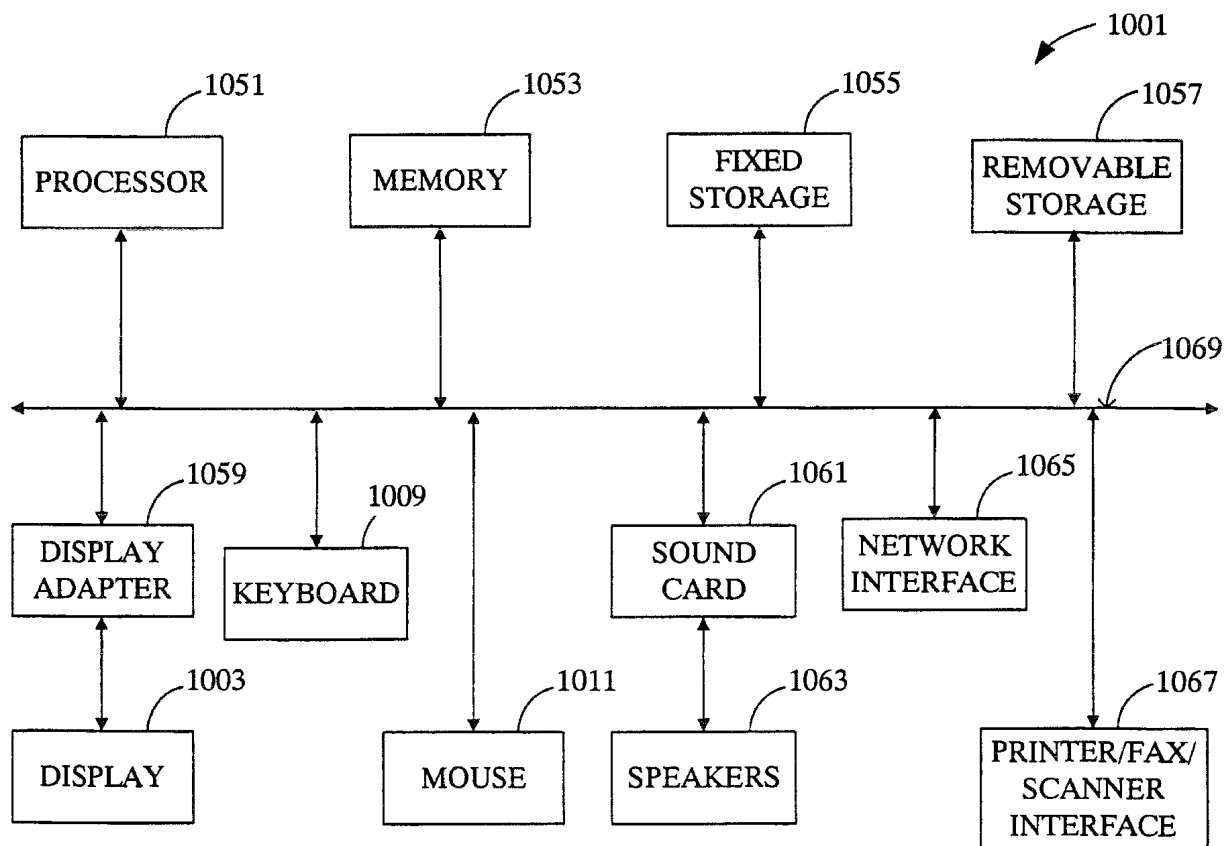 1001
1051
1053
1055
1057
PROCESSOR
MEMORY
FIXED
STORAGE
REMOVABLE
STORAGE
1069
1059
1009
1061
1065
DISPLAY
ADAPTER
KEYBOARD
SOUND
CARD
NETWORK
INTERFACE
1003
1011
1063
1067
DISPLAY
MOUSE
SPEAKERS
PRINTER/FAX/
SCANNER
INTERFACE